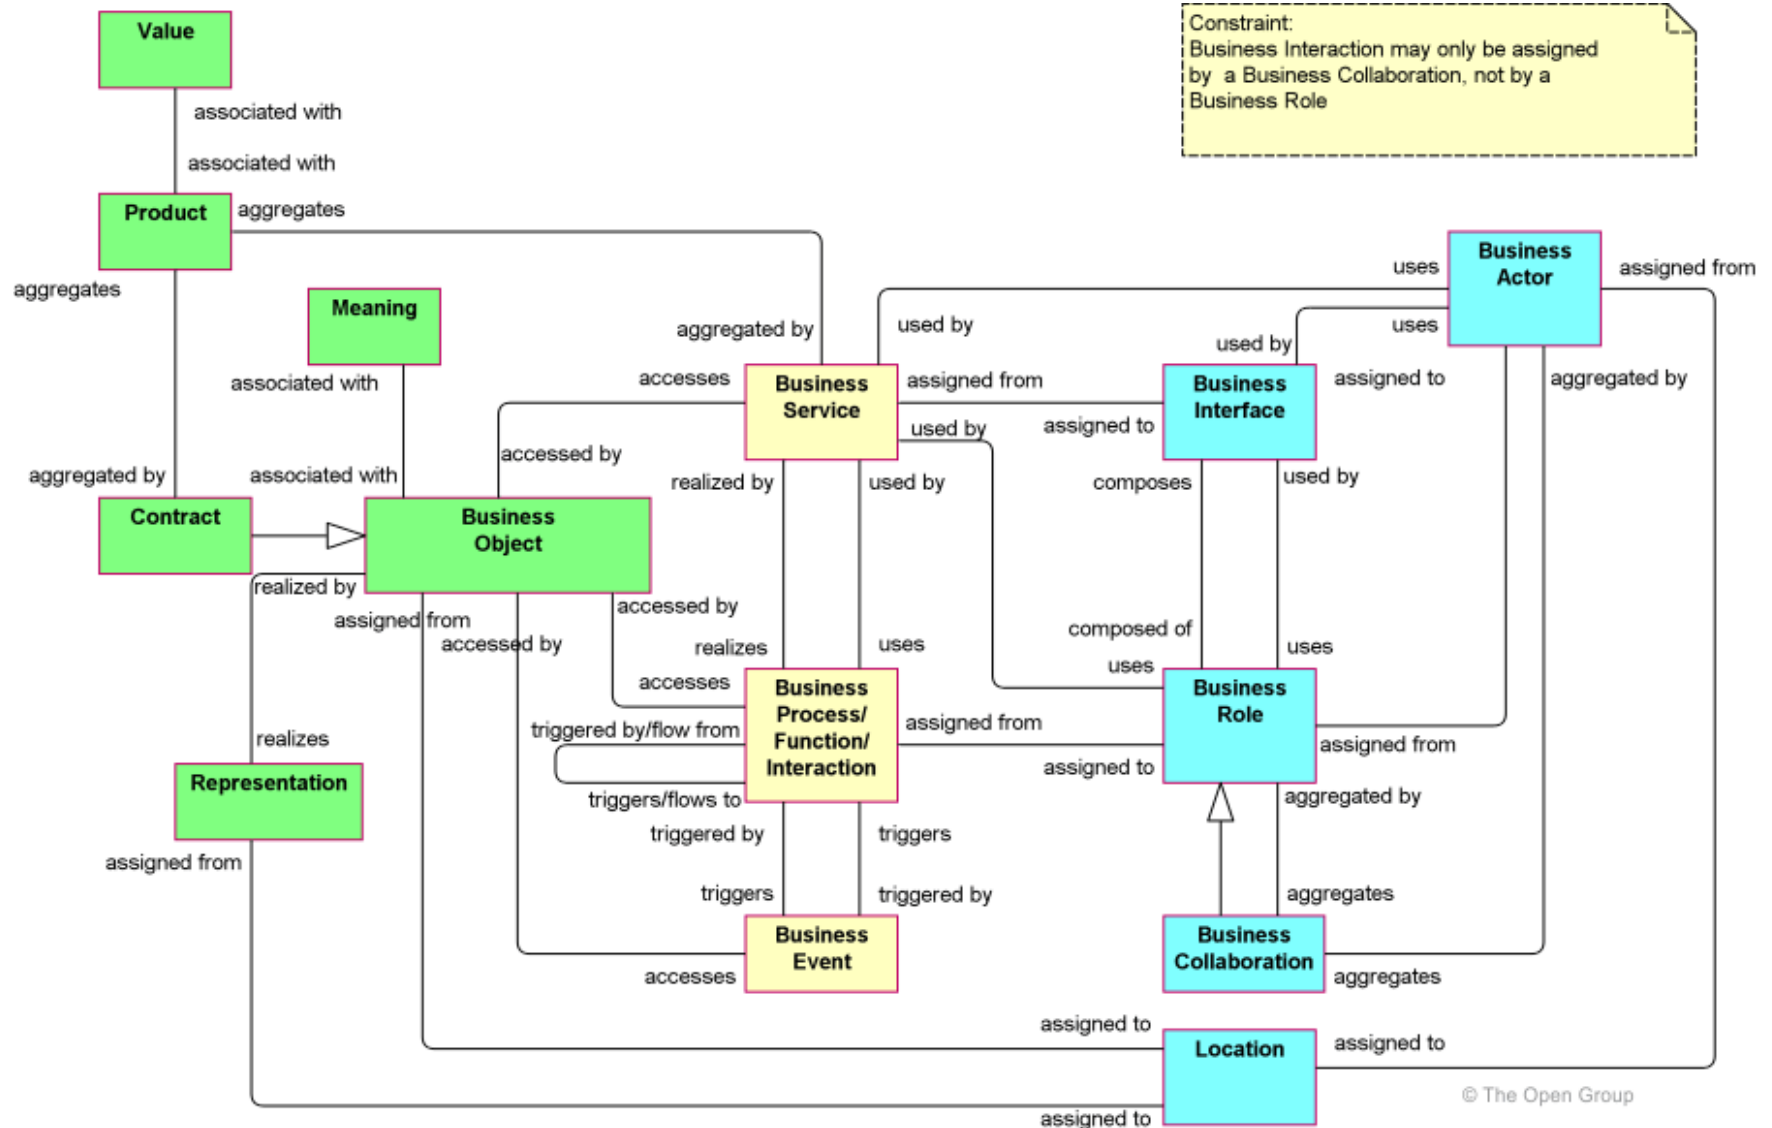 Value
Constraint:
Business Interaction may only be assigned
by a Business Collaboration, not by a
Business Role
associated with
associated with
Product
aggregates
aggregates
Business
Actor
uses
assigned from
Meaning
aggregated by
used by
used by
uses
associated with
accesses
Business
Service
assigned from
Business
Interface
assigned to
aggregated by
assigned to
used by
accessed by
aggregated by
associated with
realized by
used by
composes
used by
Contract
Business
Object
realized by
assigned from
accessed by
accessed by
realizes
uses
composed of
uses
uses
accesses
Business
Process/
Function/
Interaction
Business
Role
triggered by/flow from
assigned from
assigned from
realizes
assigned to
Representation
triggers/flows to
aggregated by
triggered by
triggers
assigned from
triggers
triggered by
aggregates
Business
Event
Business
Collaboration
accesses
aggregates
assigned to
Location
assigned to
© The Open Group
assigned to